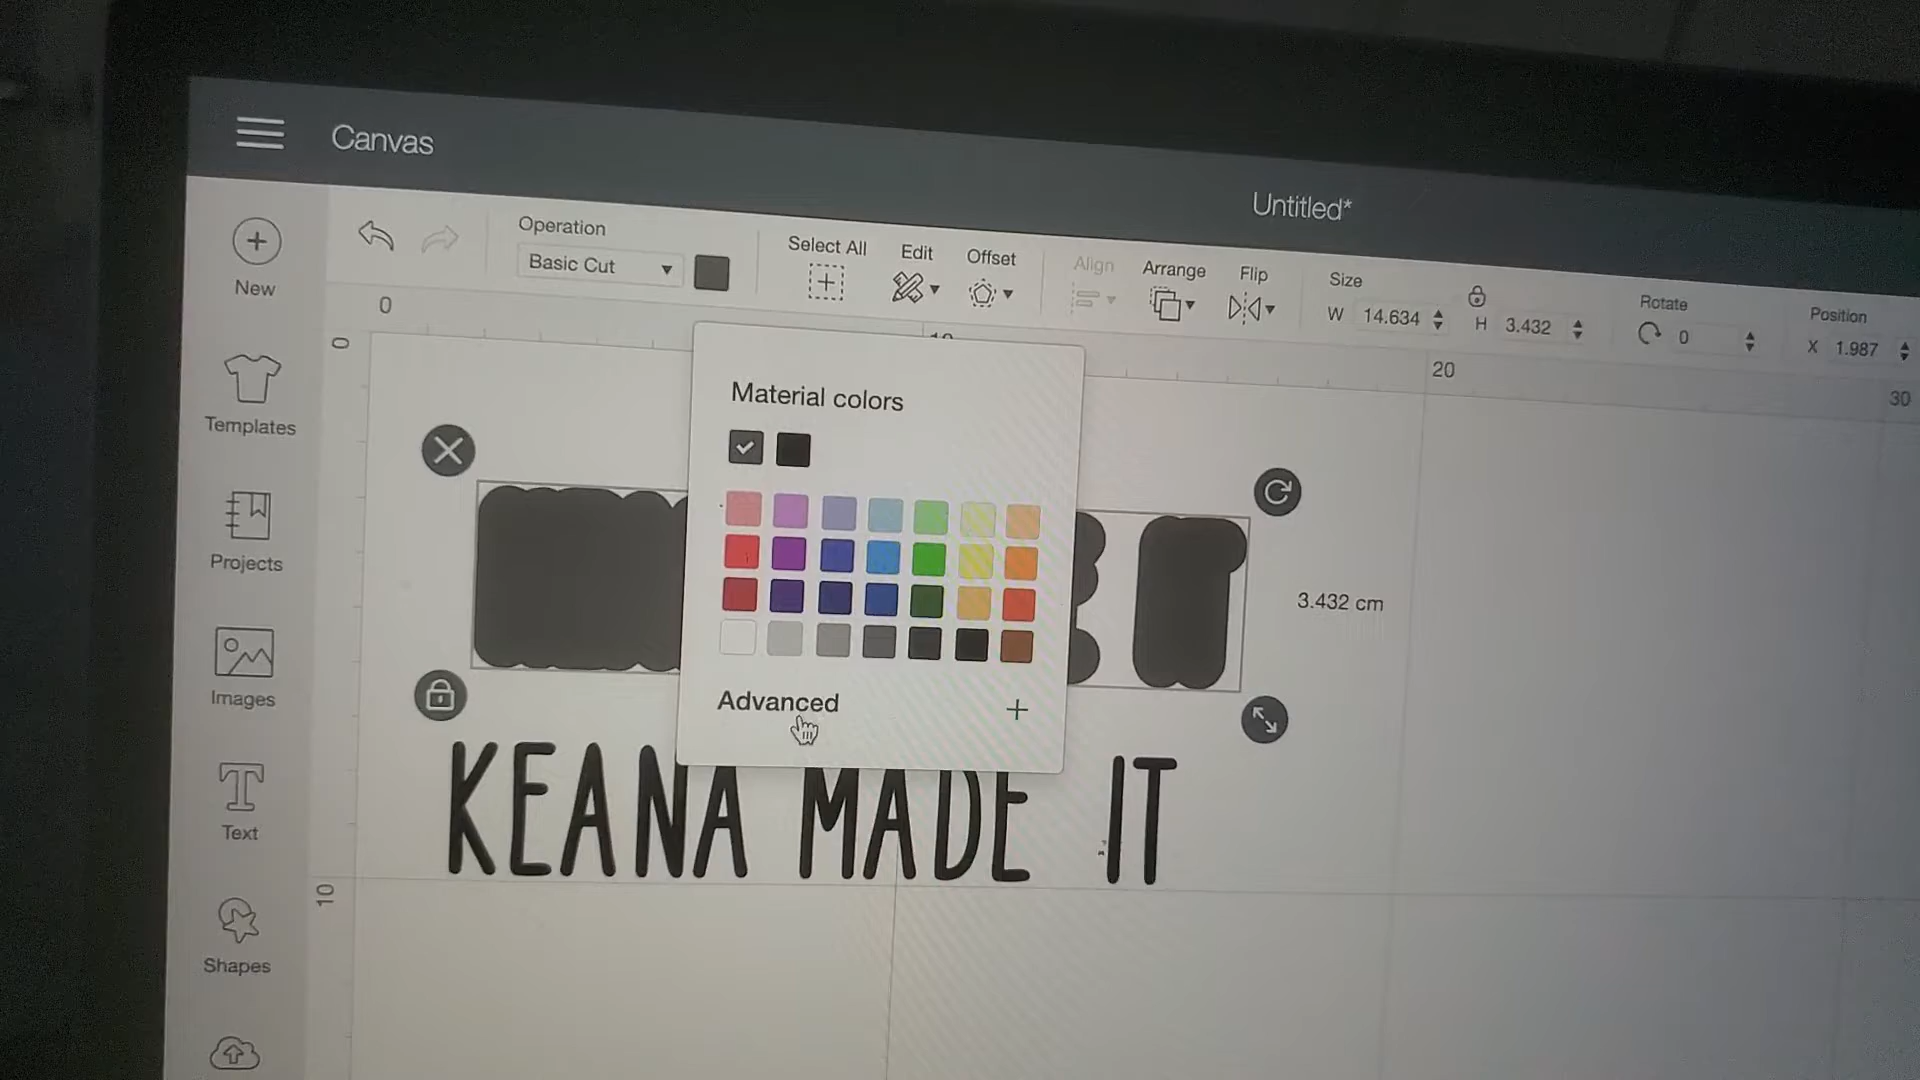 Canvas
Untitled*
Operation
Basic Cut
Select All
Edit
Offset
Align
Arrange
Flip
Size
W 14.634
H 3.432
Rotate
0
Position
X 1.987
New
Templates
Projects
Images
Text
Shapes
0
10
20
30
0
10
Material colors
Advanced
3.432 cm
KEANA MADE IT